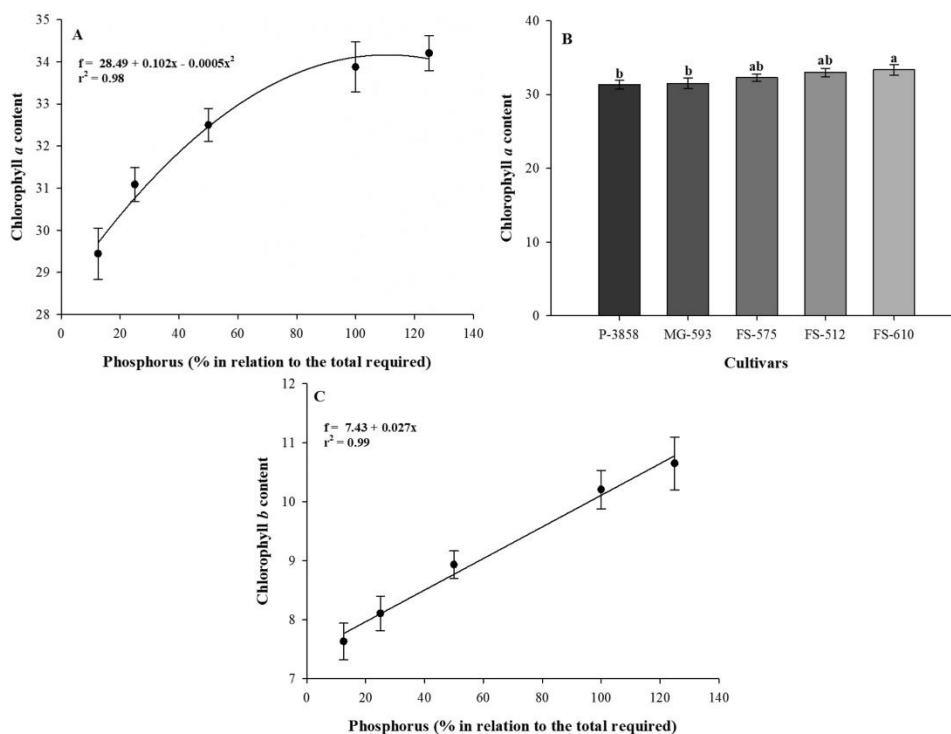 A
f = 28.49 + 0.102x - 0.0005x²
r² = 0.98
Chlorophyll a content
35
34
33
32
31
30
29
28
0 20 40 60 80 100 120 140
Phosphorus (% in relation to the total required)
B
Chlorophyll a content
40
30
20
10
0
b b ab ab a
P-3858 MG-593 FS-575 FS-512 FS-610
Cultivars
C
f = 7.43 + 0.027x
r² = 0.99
Chlorophyll b content
12
11
10
9
8
7
0 20 40 60 80 100 120 140
Phosphorus (% in relation to the total required)